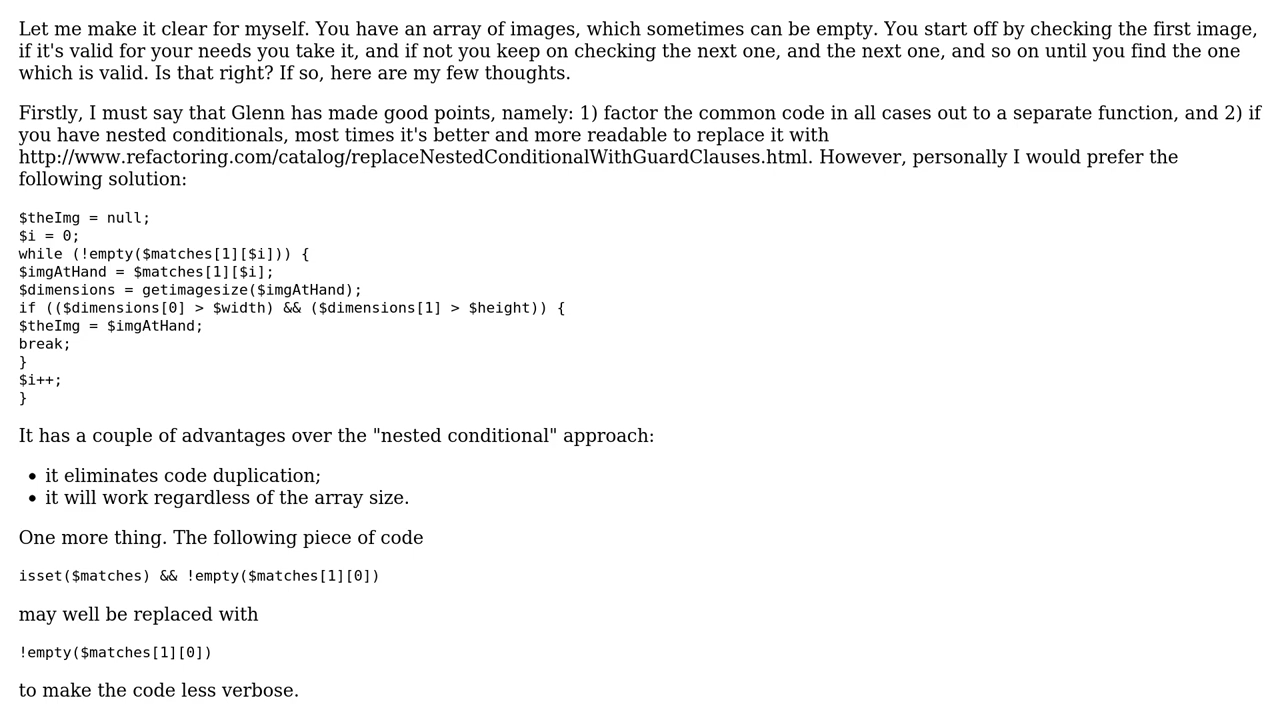 Let me make it clear for myself. You have an array of images, which sometimes can be empty. You start off by checking the first image,
if it's valid for your needs you take it, and if not you keep on checking the next one, and the next one, and so on until you find the one
which is valid. Is that right? If so, here are my few thoughts.
Firstly, I must say that Glenn has made good points, namely: 1) factor the common code in all cases out to a separate function, and 2) if
you have nested conditionals, most times it's better and more readable to replace it with
http://www.refactoring.com/catalog/replaceNestedConditionalWithGuardClauses.html. However, personally I would prefer the
following solution:
$theImg = null;
$i = 0;
while (!empty($matches[1][$i])) {
$imgAtHand = $matches[1][$i];
$dimensions = getimagesize($imgAtHand);
if (($dimensions[0] > $width) && ($dimensions[1] > $height)) {
$theImg = $imgAtHand;
break;
}
$i++;
}
It has a couple of advantages over the "nested conditional" approach:
• it eliminates code duplication;
• it will work regardless of the array size.
One more thing. The following piece of code
isset($matches) && !empty($matches[1][0])
may well be replaced with
!empty($matches[1][0])
to make the code less verbose.